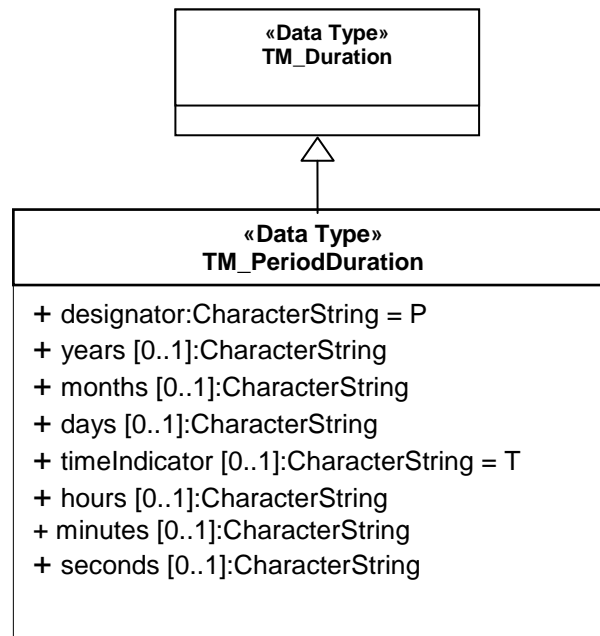 «Data Type»
TM_Duration
«Data Type»
TM_PeriodDuration
+ designator:CharacterString = P
+ years [0..1]:CharacterString
+ months [0..1]:CharacterString
+ days [0..1]:CharacterString
+ timeIndicator [0..1]:CharacterString = T
+ hours [0..1]:CharacterString
+ minutes [0..1]:CharacterString
+ seconds [0..1]:CharacterString